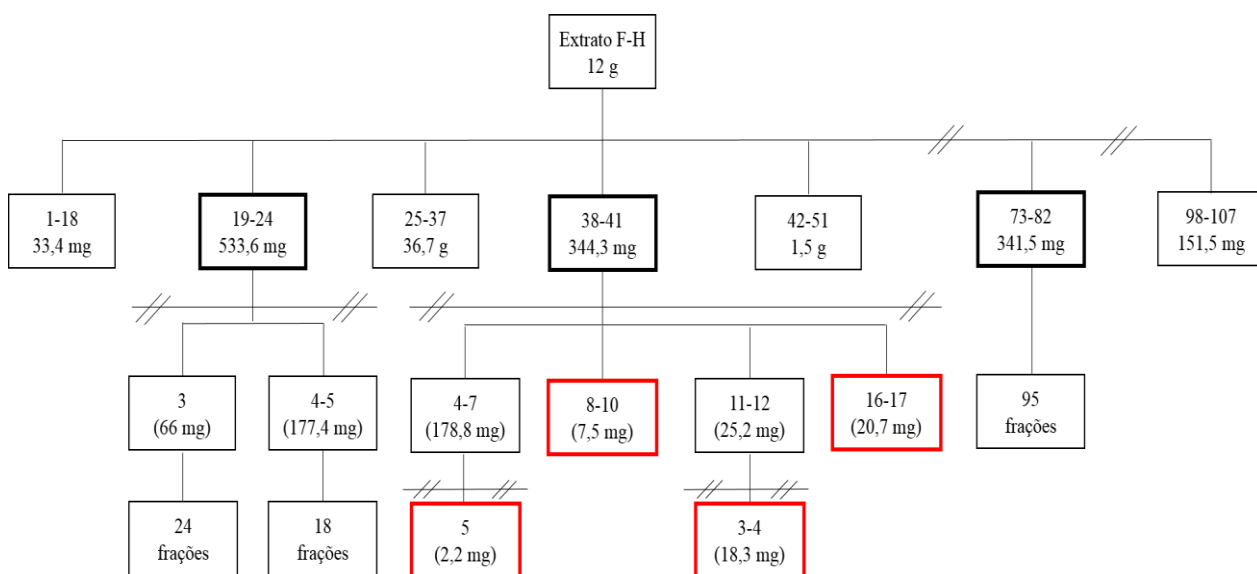 Extrato F-H
12 g
1-18
33,4 mg
19-24
533,6 mg
25-37
36,7 g
38-41
344,3 mg
42-51
1,5 g
73-82
341,5 mg
98-107
151,5 mg
3
(66 mg)
4-5
(177,4 mg)
4-7
(178,8 mg)
8-10
(7,5 mg)
11-12
(25,2 mg)
16-17
(20,7 mg)
95
frações
24
frações
18
frações
5
(2,2 mg)
3-4
(18,3 mg)